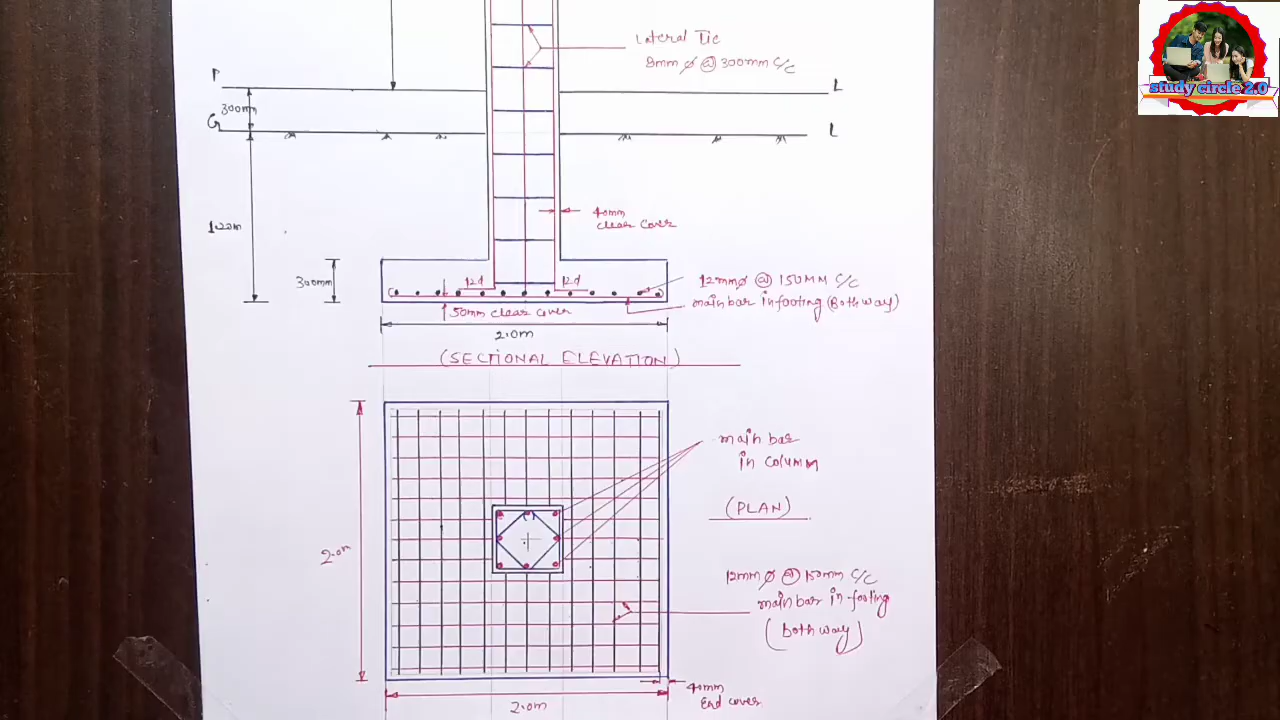 Lateral Tie
8mm ⌀ @ 300mm C/C
P
L
300mm
G
L
1.20m
40mm
clear cover
300mm
12d
12d
12mm⌀ @ 150MM C/C
main bar in footing (Both way)
50mm clear cover
2.0m
(SECTIONAL ELEVATION)
main bar
in column
(PLAN)
2.0m
12mm ⌀ @ 150mm C/C
main bar in footing
(both way)
40mm
End cover
2.0m
study circle 2.0